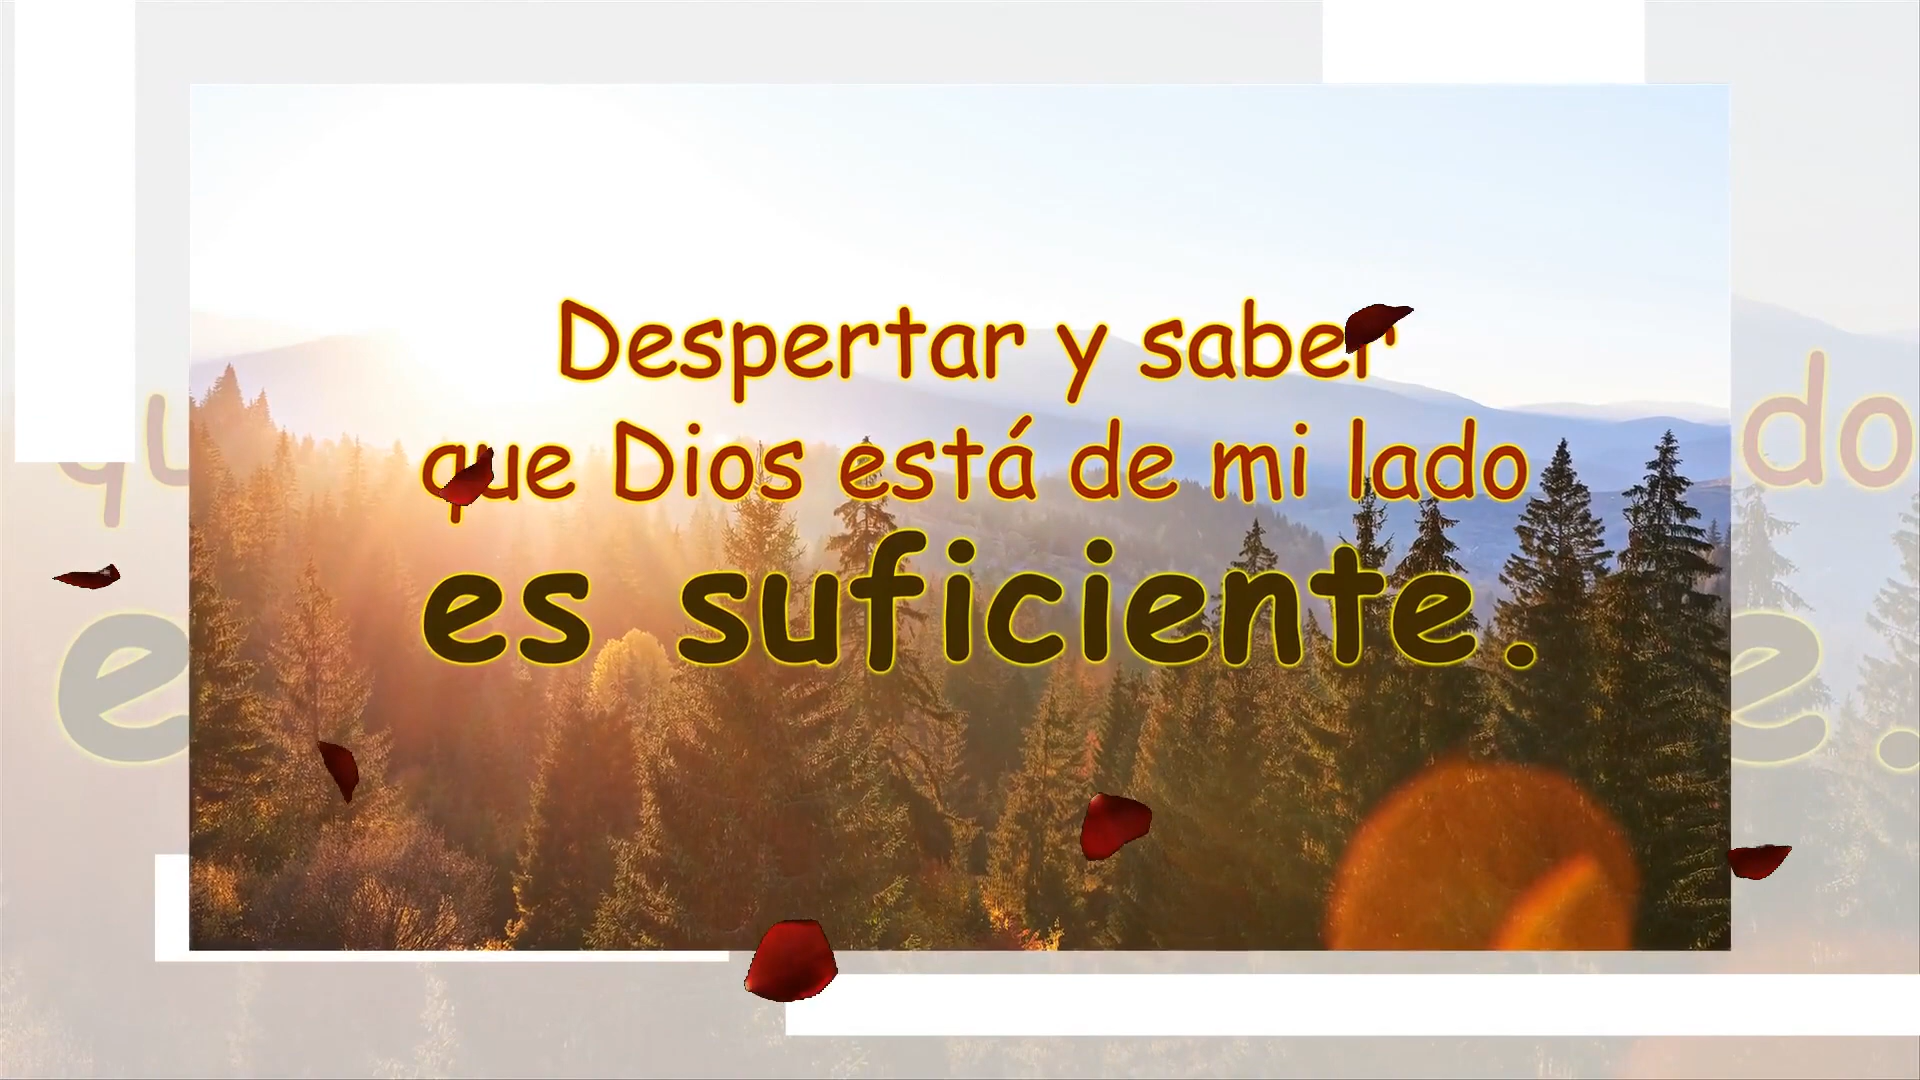 Despertar y saber
que Dios está de mi lado
es suficiente.